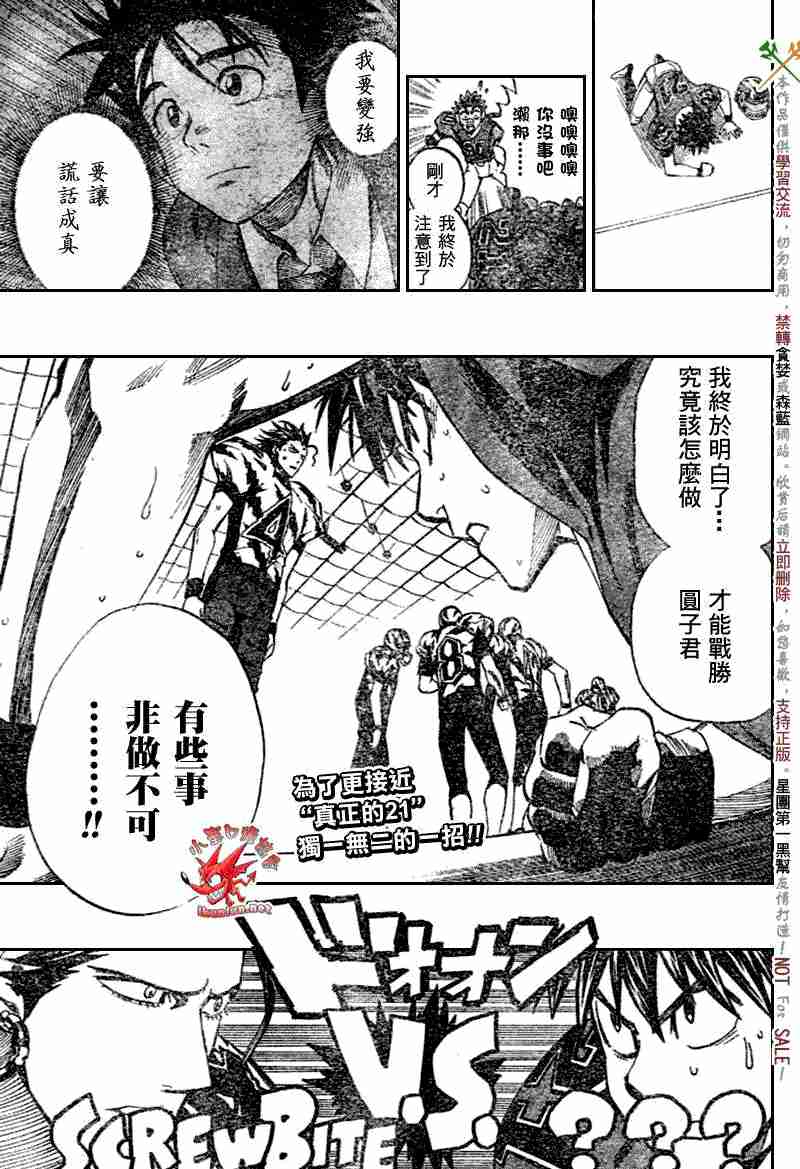 噢噢噢噢
你沒事吧
瀨那……
剛才
我終於
注意到了
我要變強
要讓
謊話成真
我終於明白了…
究竟該怎麼做
才能戰勝
圓子君
有些事
非做不可
………!!
為了更接近
“真正的21”
獨一無二的一招!!
ドオオン
V.S.
SCREWBITE
???
本作品僅供學習交流，切勿商用，禁轉貪婪或森藍網站。欣賞后請立即刪除，如您喜歡，支持正版。星團第一黑幫友情打造！NOT For SALE！